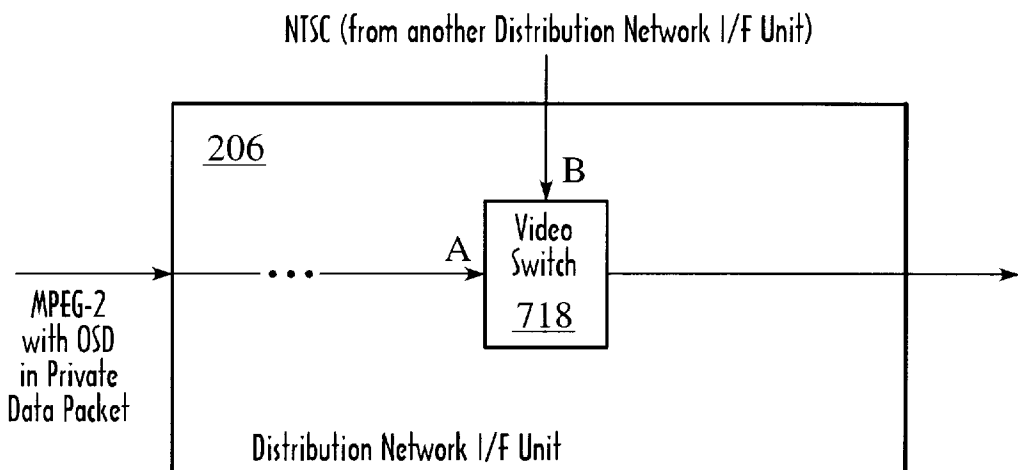 NTSC (from another Distribution Network I/F Unit)
206
B
A
Video
Switch
718
MPEG-2
with OSD
in Private
Data Packet
Distribution Network I/F Unit